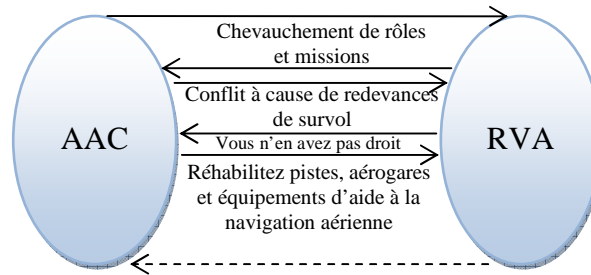 Chevauchement de rôles
et missions
Conflit à cause de redevances
de survol
AAC
RVA
Vous n'en avez pas droit
Réhabilitez pistes, aérogares
et équipements d'aide à la
navigation aérienne